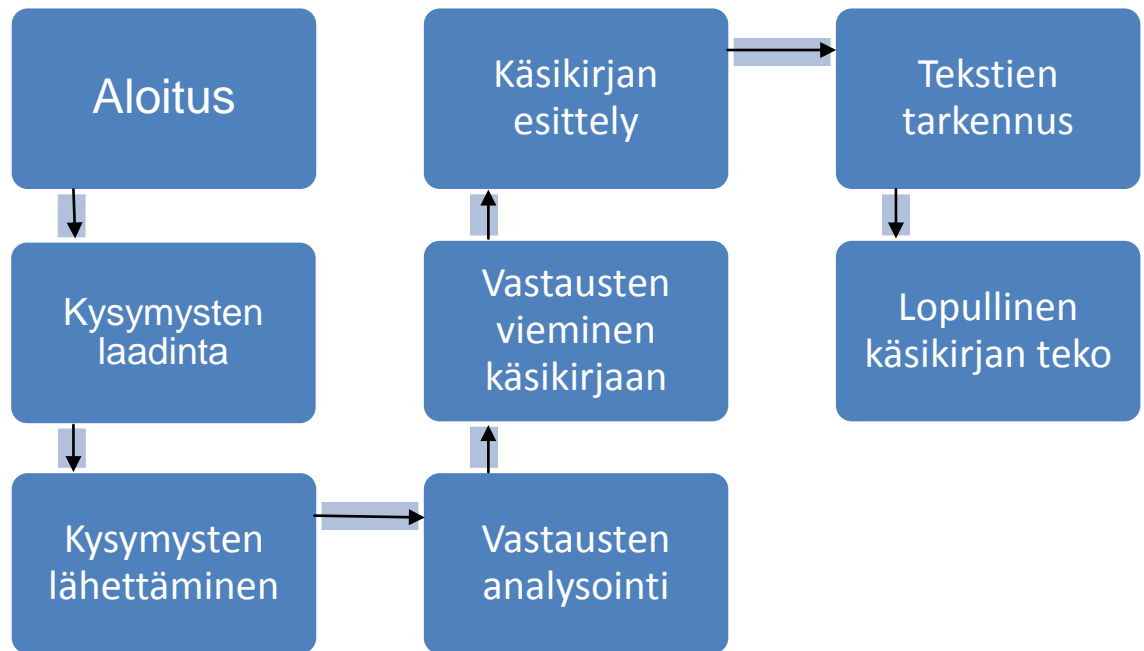 Aloitus
Kysymysten
laadinta
Kysymysten
lähettäminen
Vastausten
analysointi
Vastausten
vieminen
käsikirjaan
Käsikirjan
esittely
Tekstien
tarkennus
Lopullinen
käsikirjan teko